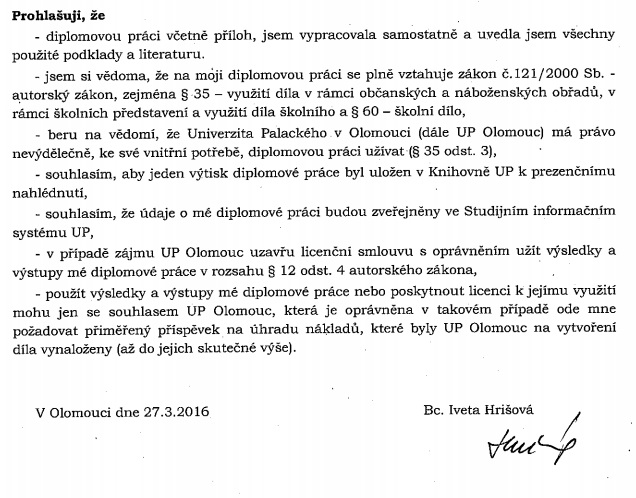 Prohlašuji, že
- diplomovou práci včetně příloh, jsem vypracovala samostatně a uvedla jsem všechny
použité podklady a literaturu.
- jsem si vědoma, že na moji diplomovou práci se plně vztahuje zákon č.121/2000 Sb. -
autorský zákon, zejména § 35 – využití díla v rámci občanských a náboženských obřadů, v
rámci školních představení a využití díla školního a § 60 – školní dílo,
- beru na vědomí, že Univerzita Palackého v Olomouci (dále UP Olomouc) má právo
nevýdělečně, ke své vnitřní potřebě, diplomovou práci užívat (§ 35 odst. 3),
- souhlasím, aby jeden výtisk diplomové práce byl uložen v Knihovně UP k prezenčnímu
nahlédnutí,
- souhlasím, že údaje o mé diplomové práci budou zveřejněny ve Studijním informačním
systému UP,
- v případě zájmu UP Olomouc uzavřu licenční smlouvu s oprávněním užít výsledky a
výstupy mé diplomové práce v rozsahu § 12 odst. 4 autorského zákona,
- použít výsledky a výstupy mé diplomové práce nebo poskytnout licenci k jejímu využití
mohu jen se souhlasem UP Olomouc, která je oprávněna v takovém případě ode mne
požadovat přiměřený příspěvek na úhradu nákladů, které byly UP Olomouc na vytvoření
díla vynaloženy (až do jejich skutečné výše).
V Olomouci dne 27.3.2016
Bc. Iveta Hrišová